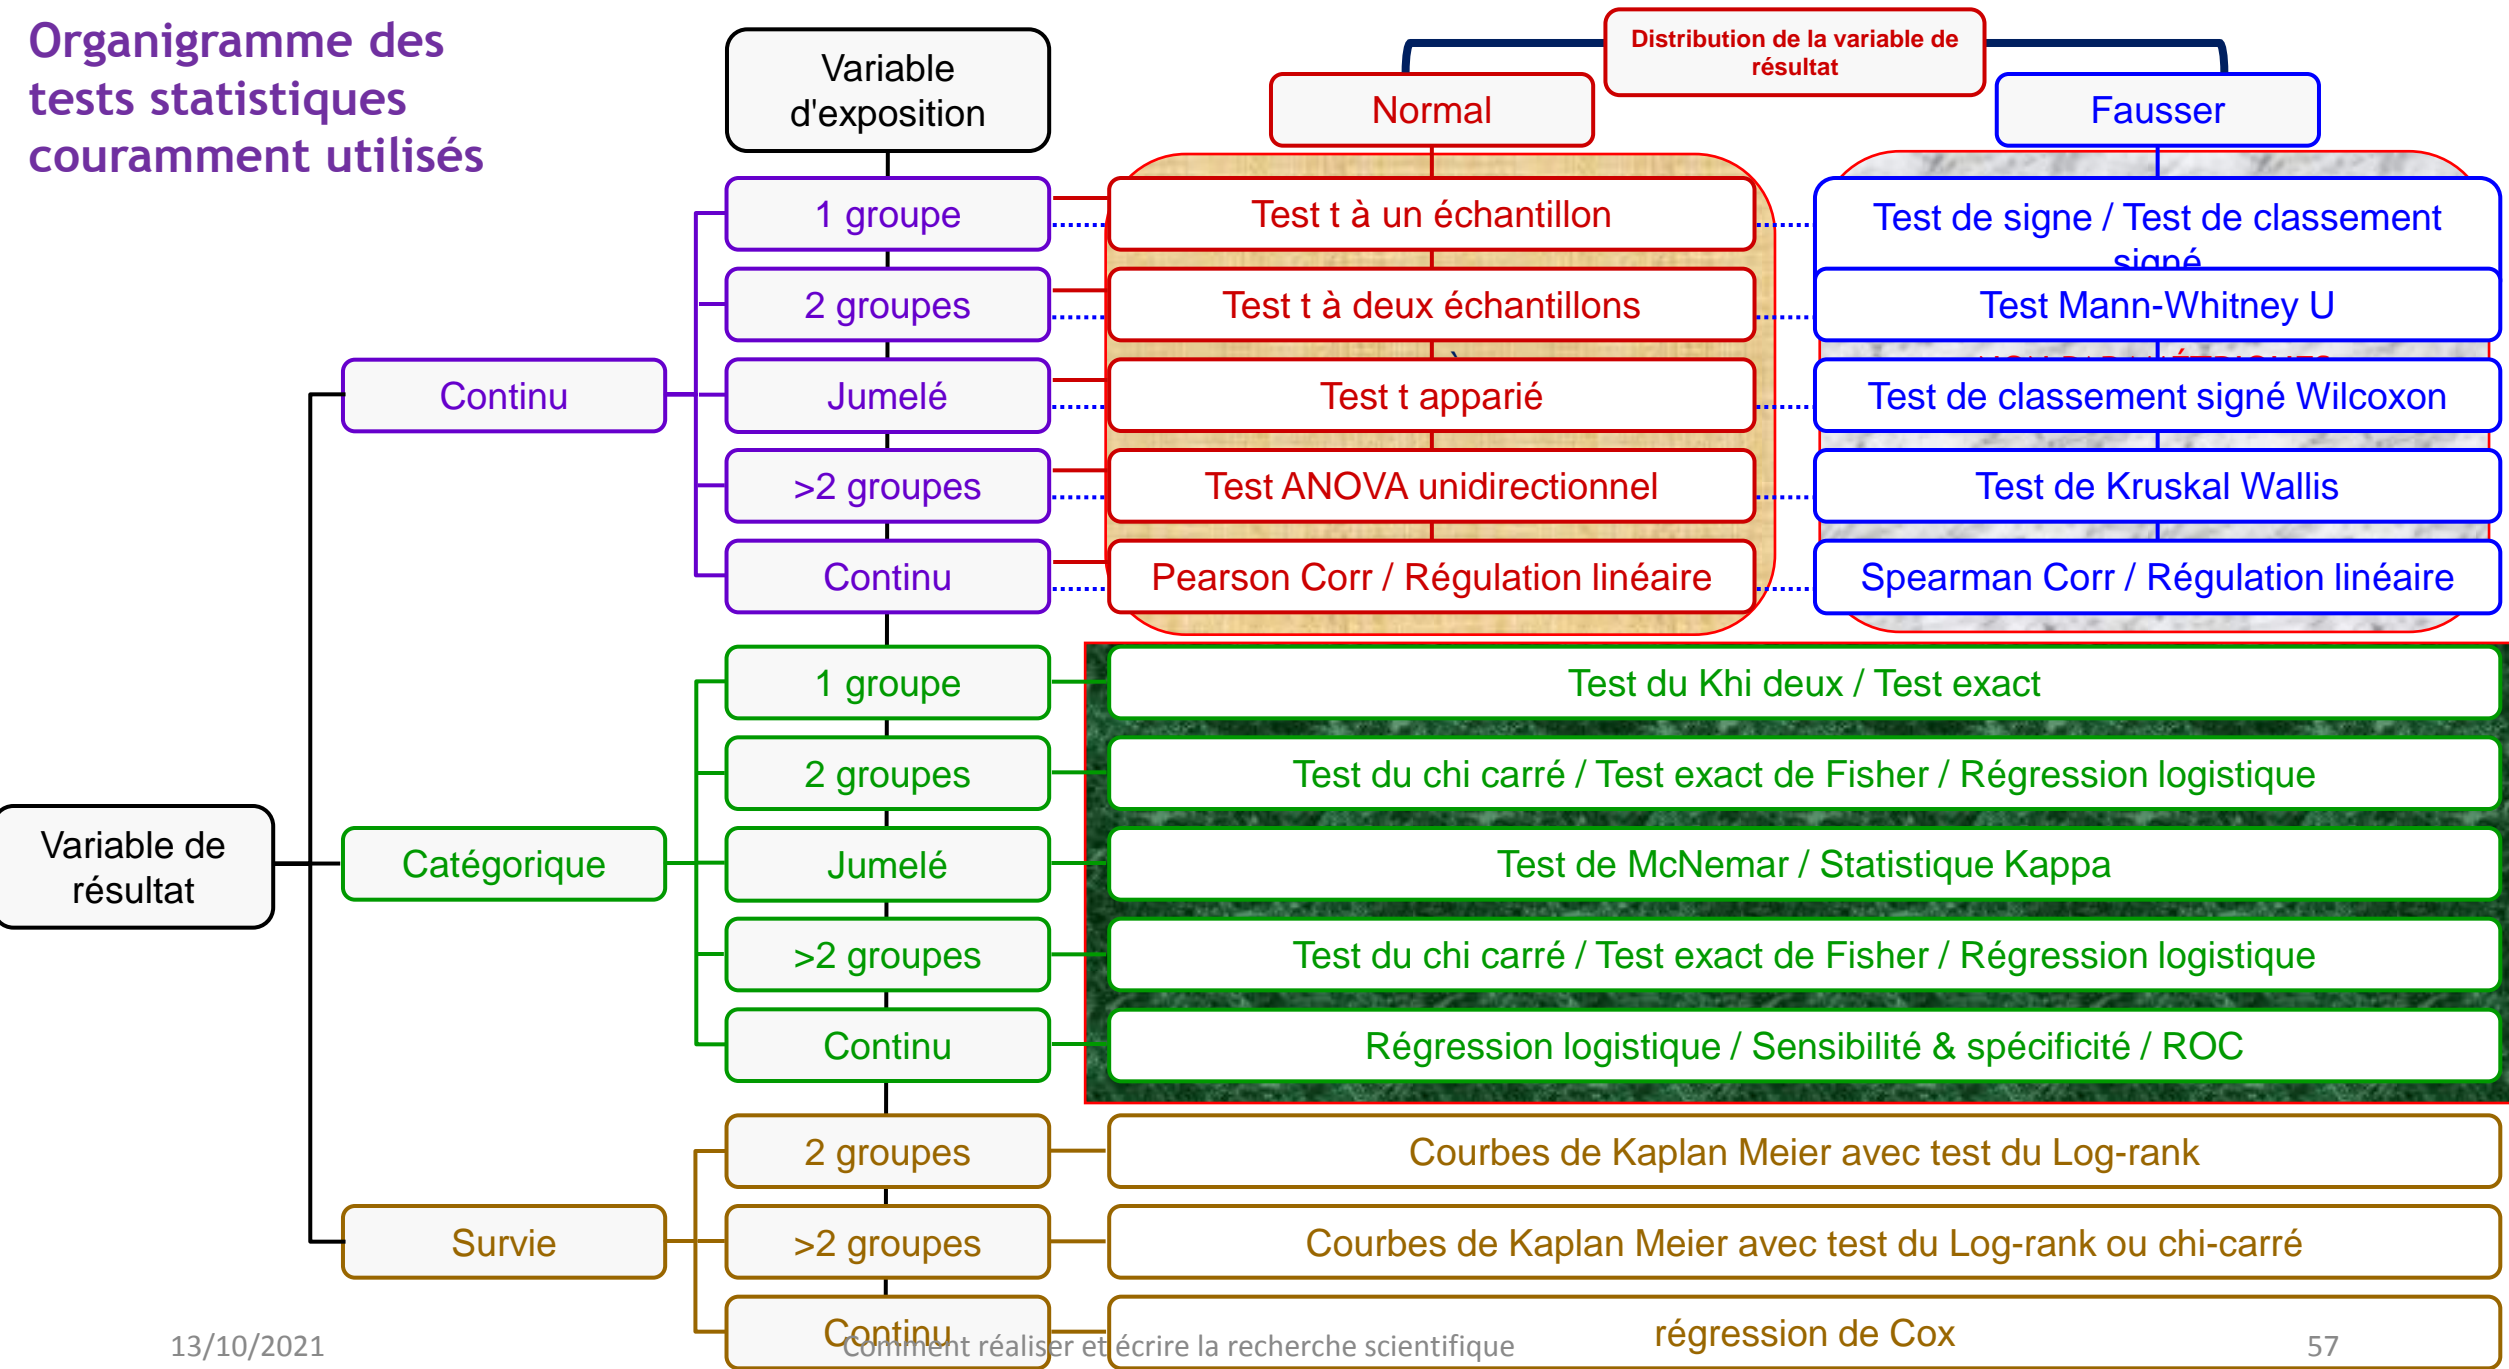 Organigramme des
tests statistiques
couramment utilisés
Variable
d'exposition
Distribution de la variable de
résultat
Normal
Fausser
1 groupe
Test t à un échantillon
Test de signe / Test de classement
signé
2 groupes
Test t à deux échantillons
Test Mann-Whitney U
Continu
Jumelé
Test t apparié
Test de classement signé Wilcoxon
>2 groupes
Test ANOVA unidirectionnel
Test de Kruskal Wallis
Continu
Pearson Corr / Régulation linéaire
Spearman Corr / Régulation linéaire
1 groupe
Test du Khi deux / Test exact
2 groupes
Test du chi carré / Test exact de Fisher / Régression logistique
Variable de
résultat
Catégorique
Jumelé
Test de McNemar / Statistique Kappa
>2 groupes
Test du chi carré / Test exact de Fisher / Régression logistique
Continu
Régression logistique / Sensibilité & spécificité / ROC
2 groupes
Courbes de Kaplan Meier avec test du Log-rank
Survie
>2 groupes
Courbes de Kaplan Meier avec test du Log-rank ou chi-carré
Continu
régression de Cox
13/10/2021
Comment réaliser et écrire la recherche scientifique
57